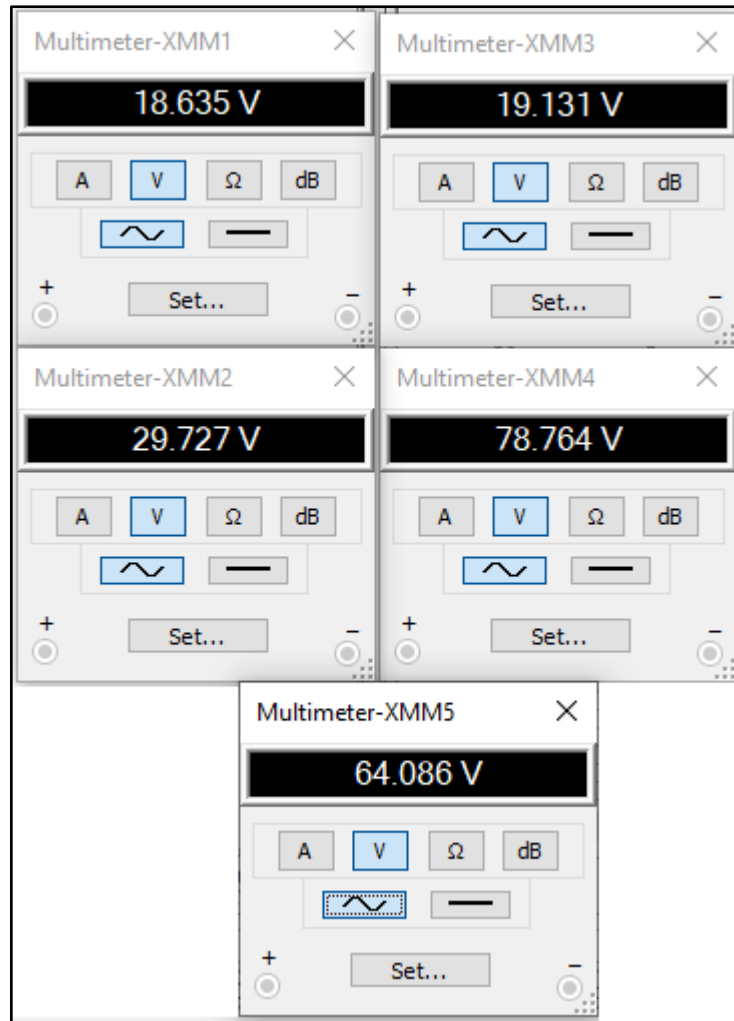 Multimeter-XMM1
18.635 V
A V Ω dB
+ Set... –
Multimeter-XMM3
19.131 V
A V Ω dB
+ Set... –
Multimeter-XMM2
29.727 V
A V Ω dB
+ Set... –
Multimeter-XMM4
78.764 V
A V Ω dB
+ Set... –
Multimeter-XMM5
64.086 V
A V Ω dB
+ Set... –